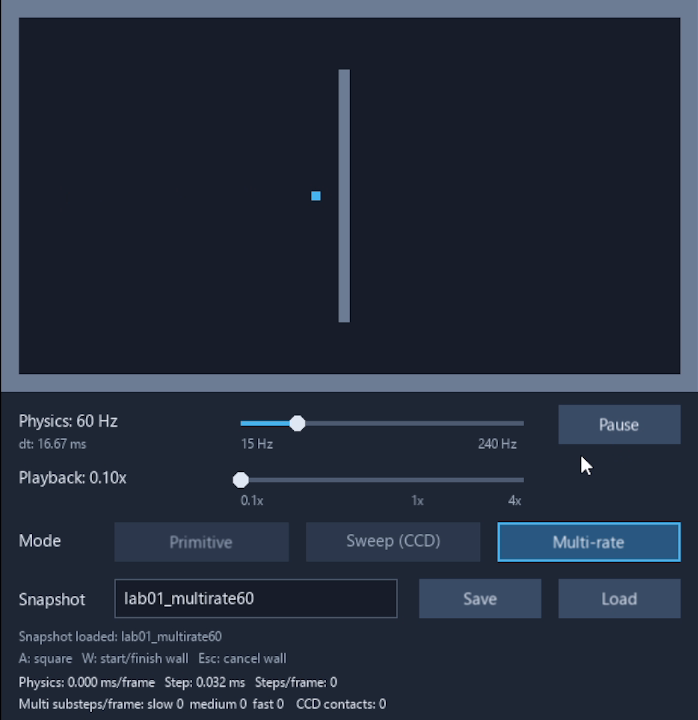 Physics: 60 Hz
dt: 16.67 ms
15 Hz 240 Hz
Pause
Playback: 0.10x
0.1x 1x 4x
Mode Primitive Sweep (CCD) Multi-rate
Snapshot lab01_multirate60 Save Load
Snapshot loaded: lab01_multirate60
A: square W: start/finish wall Esc: cancel wall
Physics: 0.000 ms/frame Step: 0.032 ms Steps/frame: 0
Multi substeps/frame: slow 0 medium 0 fast 0 CCD contacts: 0